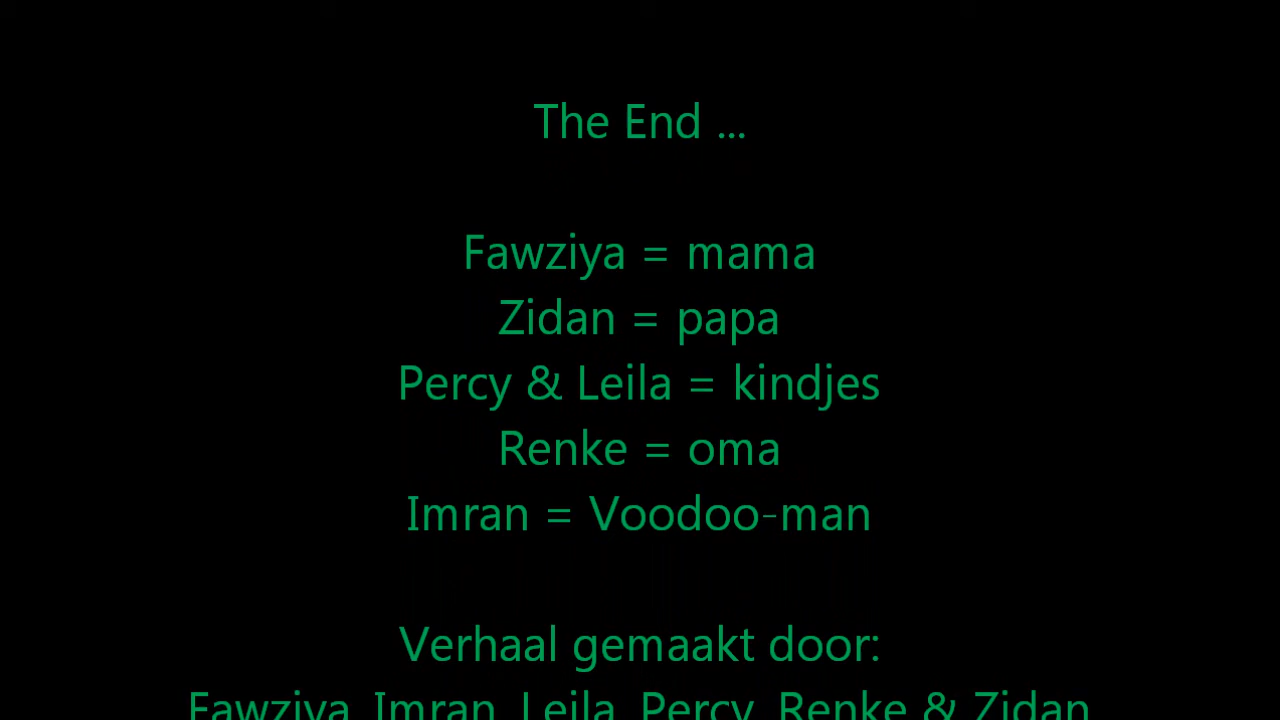 The End ...
Fawziya = mama
Zidan = papa
Percy & Leila = kindjes
Renke = oma
Imran = Voodoo-man
Verhaal gemaakt door:
Fawziya, Imran, Leila, Percy, Renke & Zidan